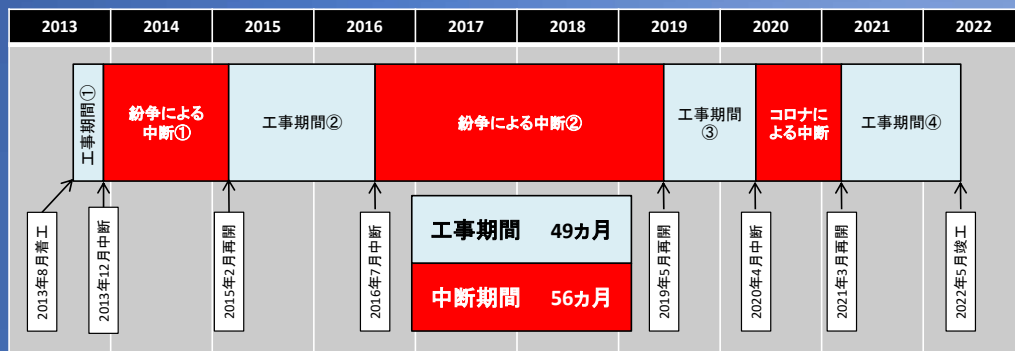 2013 2014 2015 2016 2017 2018 2019 2020 2021 2022
工事期間①
紛争による
中断①
工事期間②
紛争による中断②
工事期間
③
コロナに
よる中断
工事期間④
2013年8月着工
2013年12月中断
2015年2月再開
2016年7月中断
2019年5月再開
2020年4月中断
2021年3月再開
2022年5月竣工
工事期間 49ヵ月
中断期間 56ヵ月